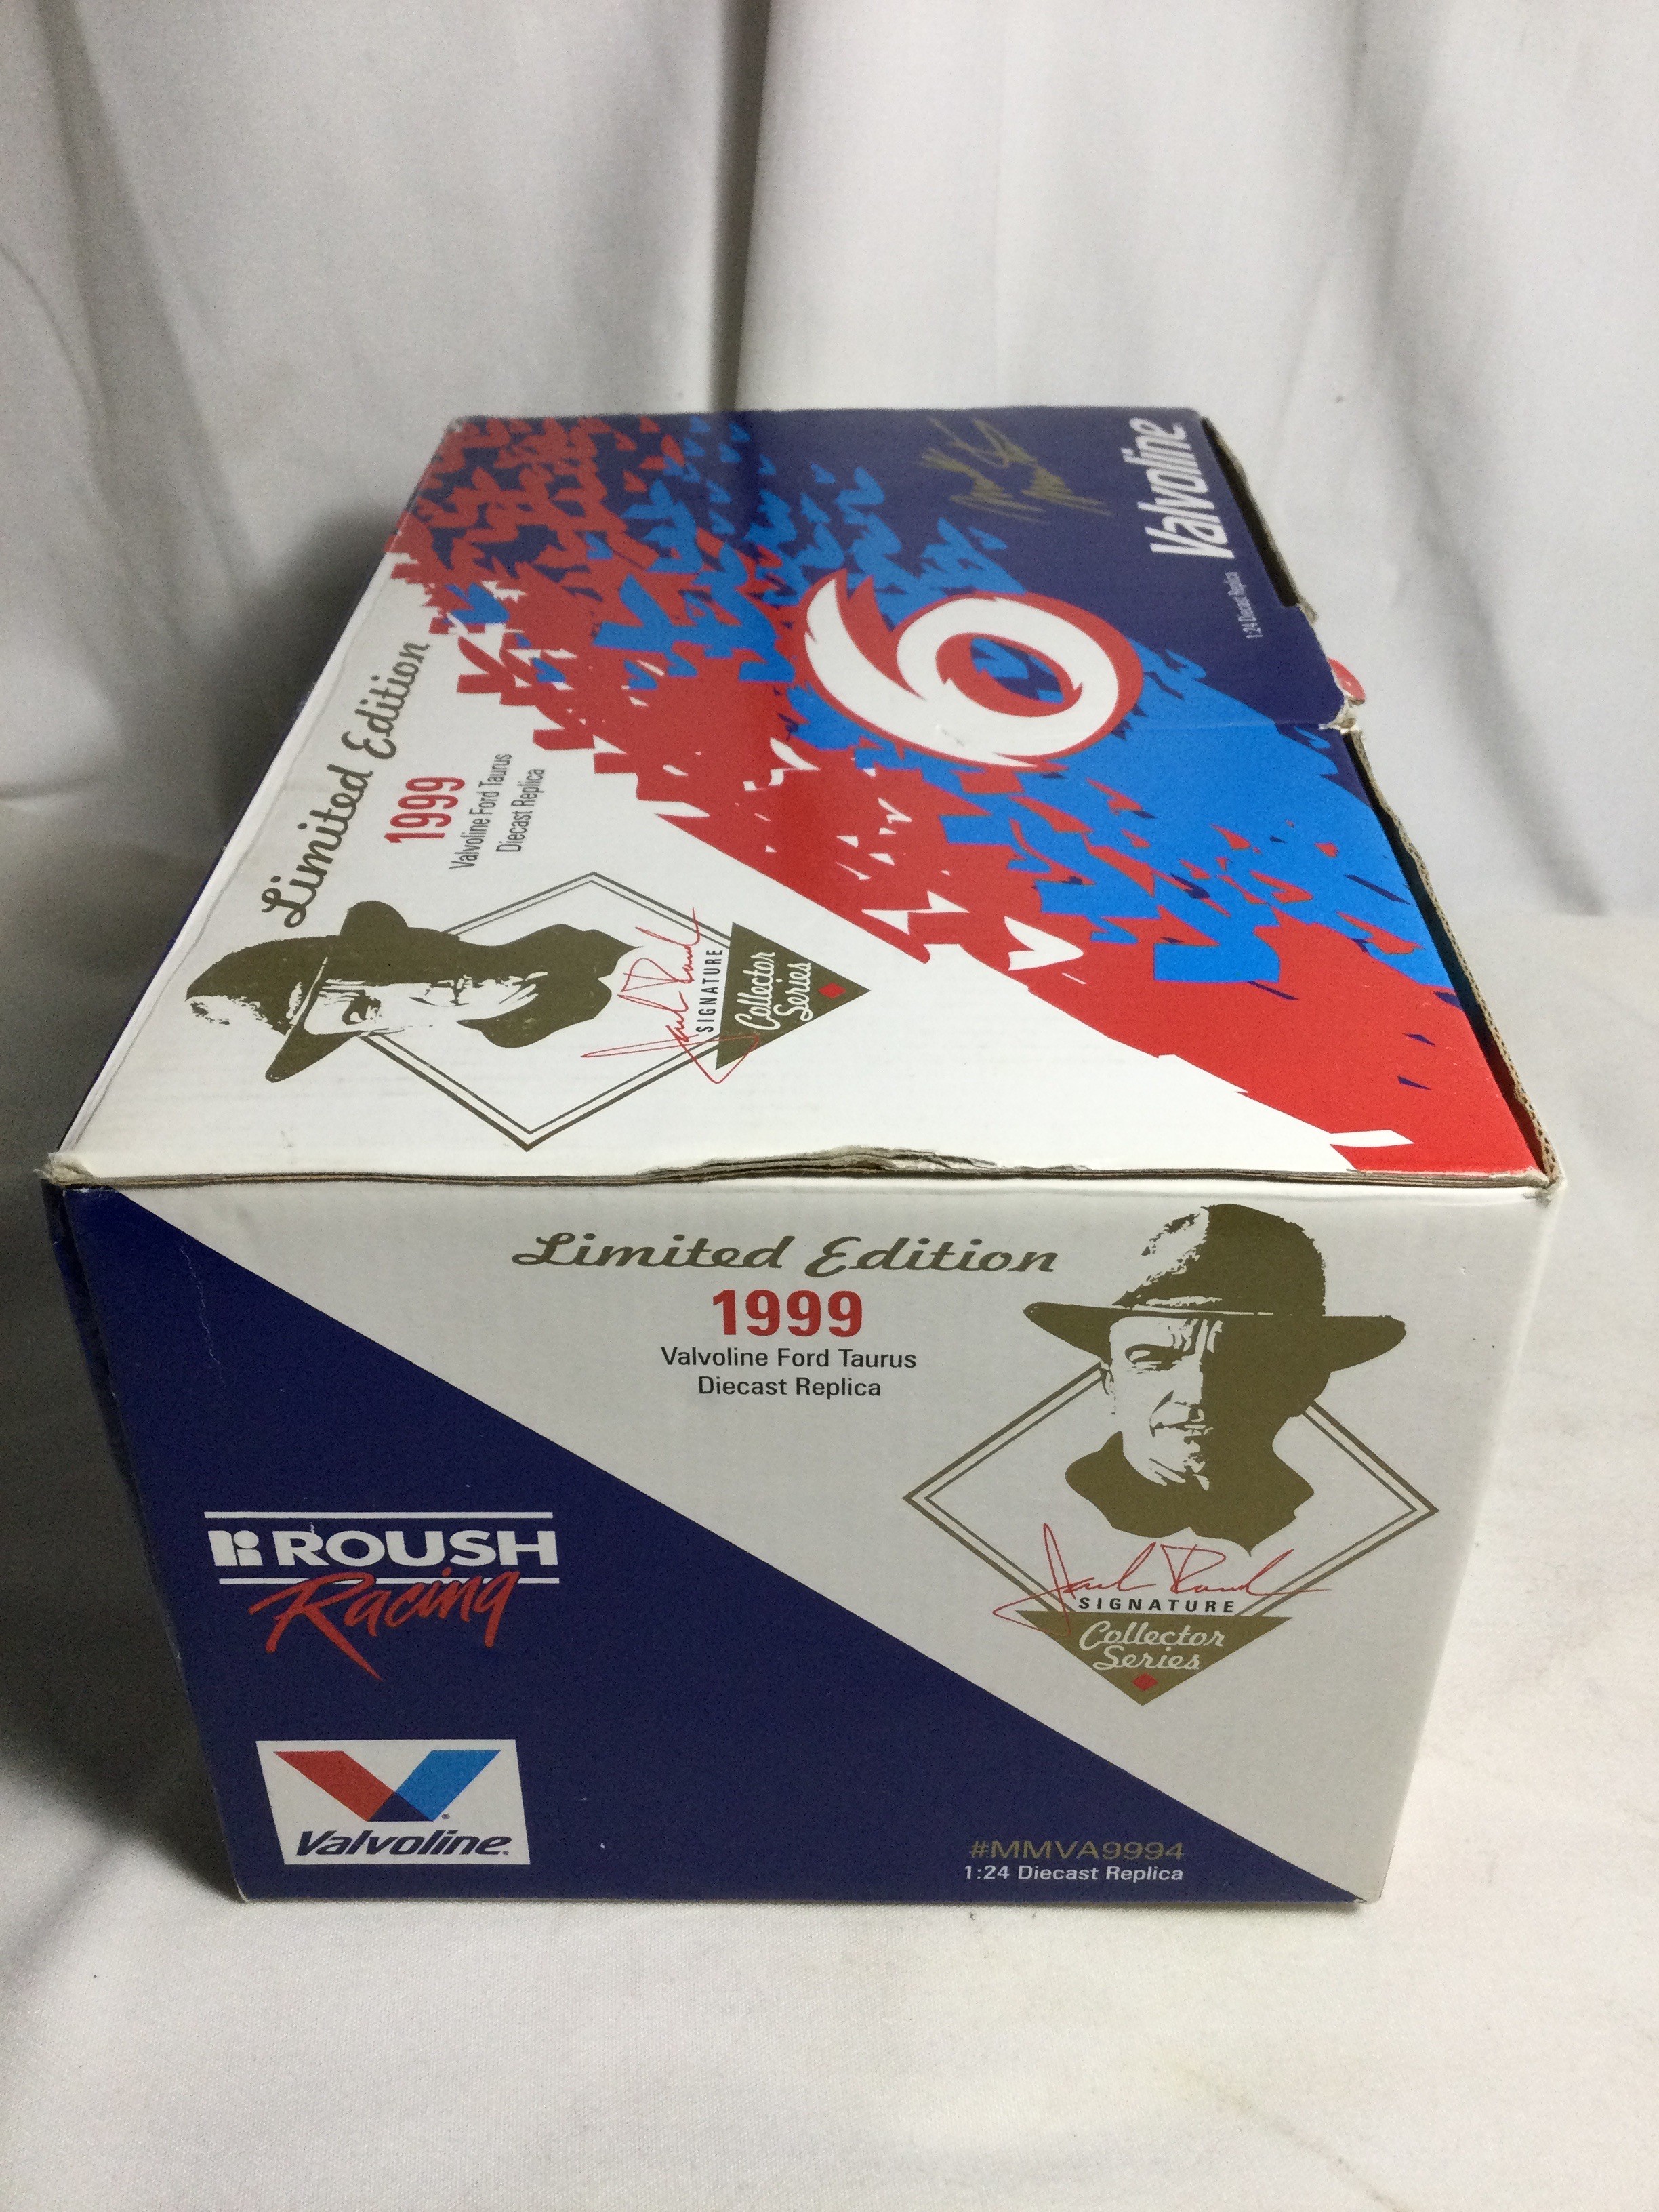 Valvoline
1:24 Diecast Replica
6
Limited Edition
1999
Valvoline Ford Taurus
Diecast Replica
SIGNATURE
Collector
Series
Limited Edition
1999
Valvoline Ford Taurus
Diecast Replica
SIGNATURE
Collector
Series
ROUSH
Racing
Valvoline
#MMVA9994
1:24 Diecast Replica